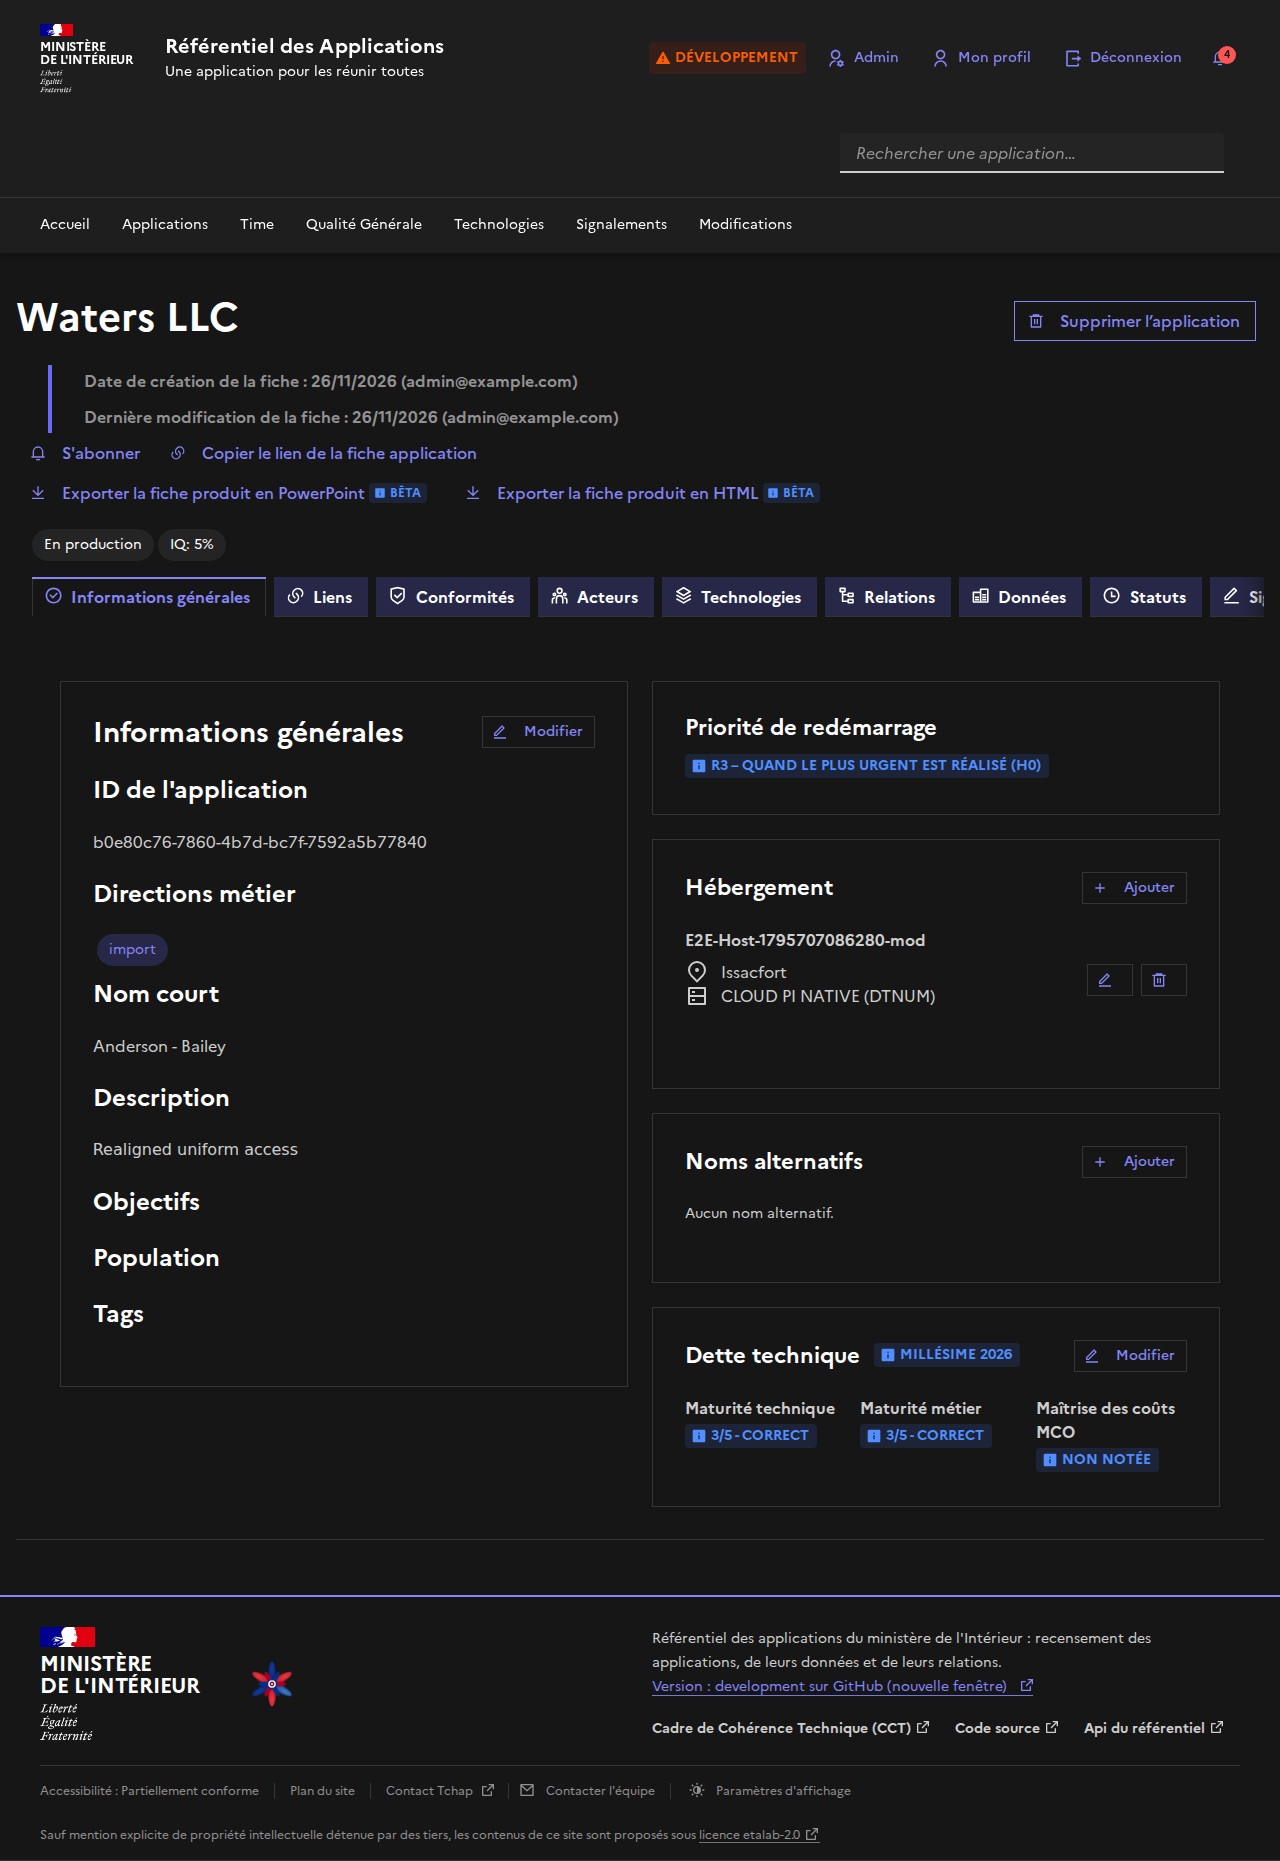 MINISTÈRE
DE L'INTÉRIEUR
Liberté
Égalité
Fraternité
Référentiel des Applications
Une application pour les réunir toutes
DÉVELOPPEMENT
Admin
Mon profil
Déconnexion
4
Rechercher une application…
Accueil
Applications
Time
Qualité Générale
Technologies
Signalements
Modifications
Waters LLC
Supprimer l’application
Date de création de la fiche : 26/11/2026 (admin@example.com)
Dernière modification de la fiche : 26/11/2026 (admin@example.com)
S'abonner
Copier le lien de la fiche application
Exporter la fiche produit en PowerPoint BÊTA
Exporter la fiche produit en HTML BÊTA
En production
IQ: 5%
Informations générales
Liens
Conformités
Acteurs
Technologies
Relations
Données
Statuts
Informations générales
Modifier
ID de l'application
b0e80c76-7860-4b7d-bc7f-7592a5b77840
Directions métier
import
Nom court
Anderson - Bailey
Description
Realigned uniform access
Objectifs
Population
Tags
Priorité de redémarrage
R3 – QUAND LE PLUS URGENT EST RÉALISÉ (H0)
Hébergement
Ajouter
E2E-Host-1795707086280-mod
Issacfort
CLOUD PI NATIVE (DTNUM)
Noms alternatifs
Ajouter
Aucun nom alternatif.
Dette technique
MILLÉSIME 2026
Modifier
Maturité technique
3/5 - CORRECT
Maturité métier
3/5 - CORRECT
Maîtrise des coûts
MCO
NON NOTÉE
MINISTÈRE
DE L'INTÉRIEUR
Liberté
Égalité
Fraternité
Référentiel des applications du ministère de l'Intérieur : recensement des
applications, de leurs données et de leurs relations.
Version : development sur GitHub (nouvelle fenêtre)
Cadre de Cohérence Technique (CCT)
Code source
Api du référentiel
Accessibilité : Partiellement conforme
Plan du site
Contact Tchap
Contacter l'équipe
Paramètres d'affichage
Sauf mention explicite de propriété intellectuelle détenue par des tiers, les contenus de ce site sont proposés sous licence etalab-2.0